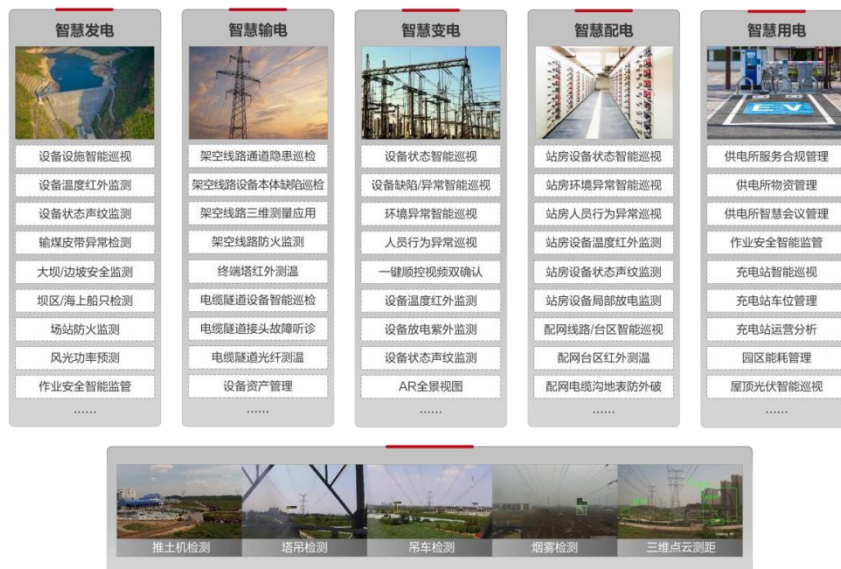 智慧发电
设备设施智能巡视
设备温度红外监测
设备状态声纹监测
输煤皮带异常检测
大坝/边坡安全监测
坝区/海上船只检测
场站防火监测
风光功率预测
作业安全智能监管
......
智慧输电
架空线路通道隐患巡检
架空线路设备本体缺陷巡检
架空线路三维测量应用
架空线路防火监测
终端塔红外测温
电缆隧道设备智能巡检
电缆隧道接头故障听诊
电缆隧道光纤测温
设备资产管理
......
智慧变电
设备状态智能巡视
设备缺陷/异常智能巡视
环境异常智能巡视
人员行为异常巡视
一键顺控视频双确认
设备温度红外监测
设备放电紫外监测
设备状态声纹监测
AR全景视图
......
智慧配电
站房设备状态智能巡视
站房环境异常智能巡视
站房人员行为异常巡视
站房设备温度红外监测
站房设备状态声纹监测
站房设备局部放电监测
配网线路/台区智能巡视
配网台区红外测温
配网电缆沟地表防外破
......
智慧用电
EV
供电所服务合规管理
供电所物资管理
供电所智慧会议管理
作业安全智能监管
充电站智能巡视
充电站车位管理
充电站运营分析
园区能耗管理
屋顶光伏智能巡视
......
推土机检测
塔吊检测
吊车检测
烟雾检测
三维点云测距